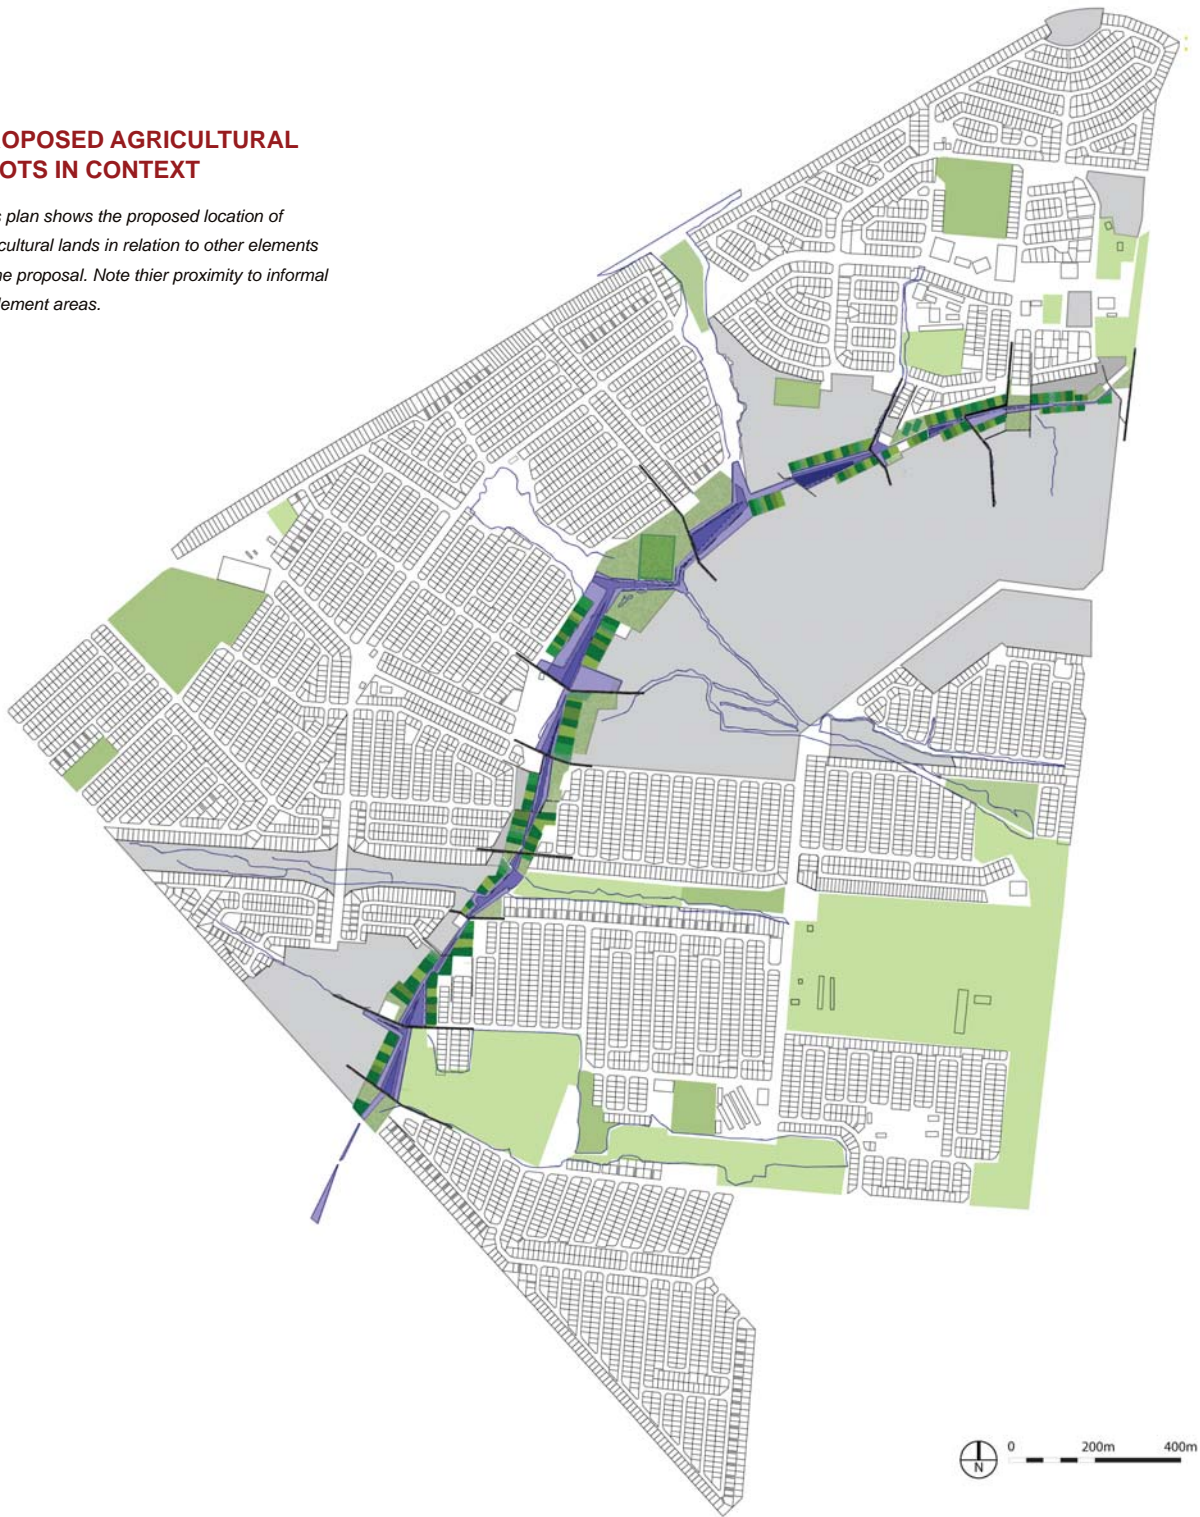 OPOSED AGRICULTURAL
OTS IN CONTEXT
s plan shows the proposed location of
cultural lands in relation to other elements
he proposal. Note thier proximity to informal
lement areas.
0 200m 400m
N